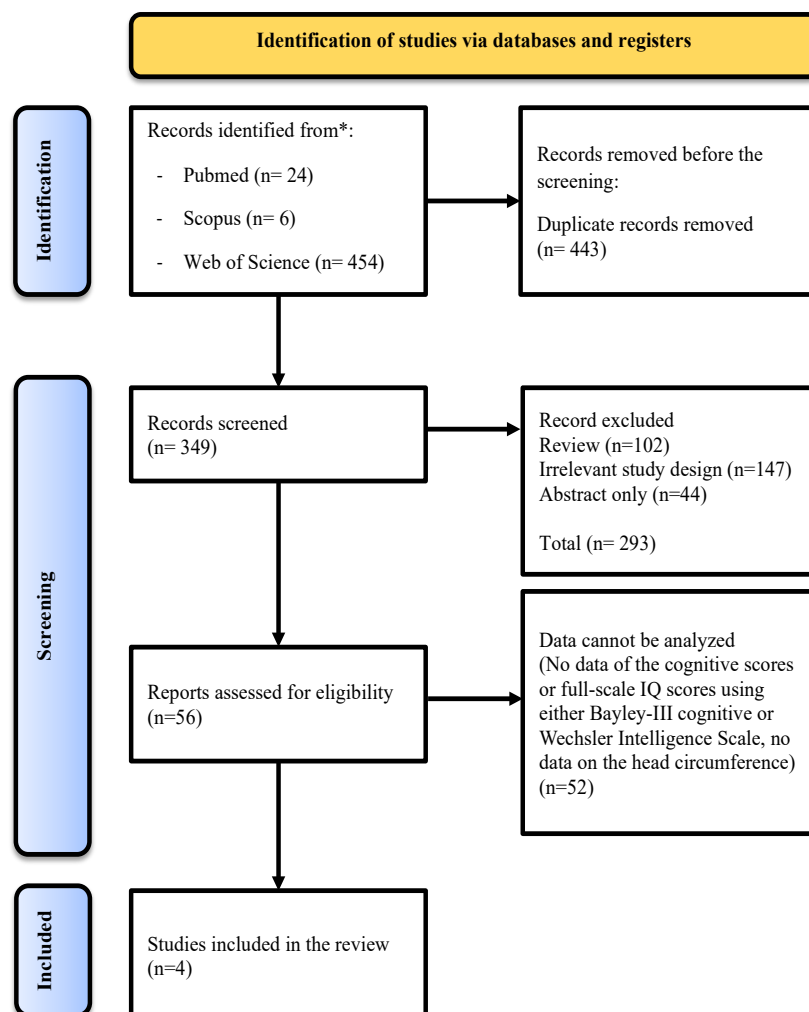 Identification of studies via databases and registers
Identification
Records identified from*:
- Pubmed (n= 24)
- Scopus (n= 6)
- Web of Science (n= 454)
Records removed before the
screening:
Duplicate records removed
(n= 443)
Screening
Records screened
(n= 349)
Record excluded
Review (n=102)
Irrelevant study design (n=147)
Abstract only (n=44)
Total (n= 293)
Reports assessed for eligibility
(n=56)
Data cannot be analyzed
(No data of the cognitive scores
or full-scale IQ scores using
either Bayley-III cognitive or
Wechsler Intelligence Scale, no
data on the head circumference)
(n=52)
Included
Studies included in the review
(n=4)